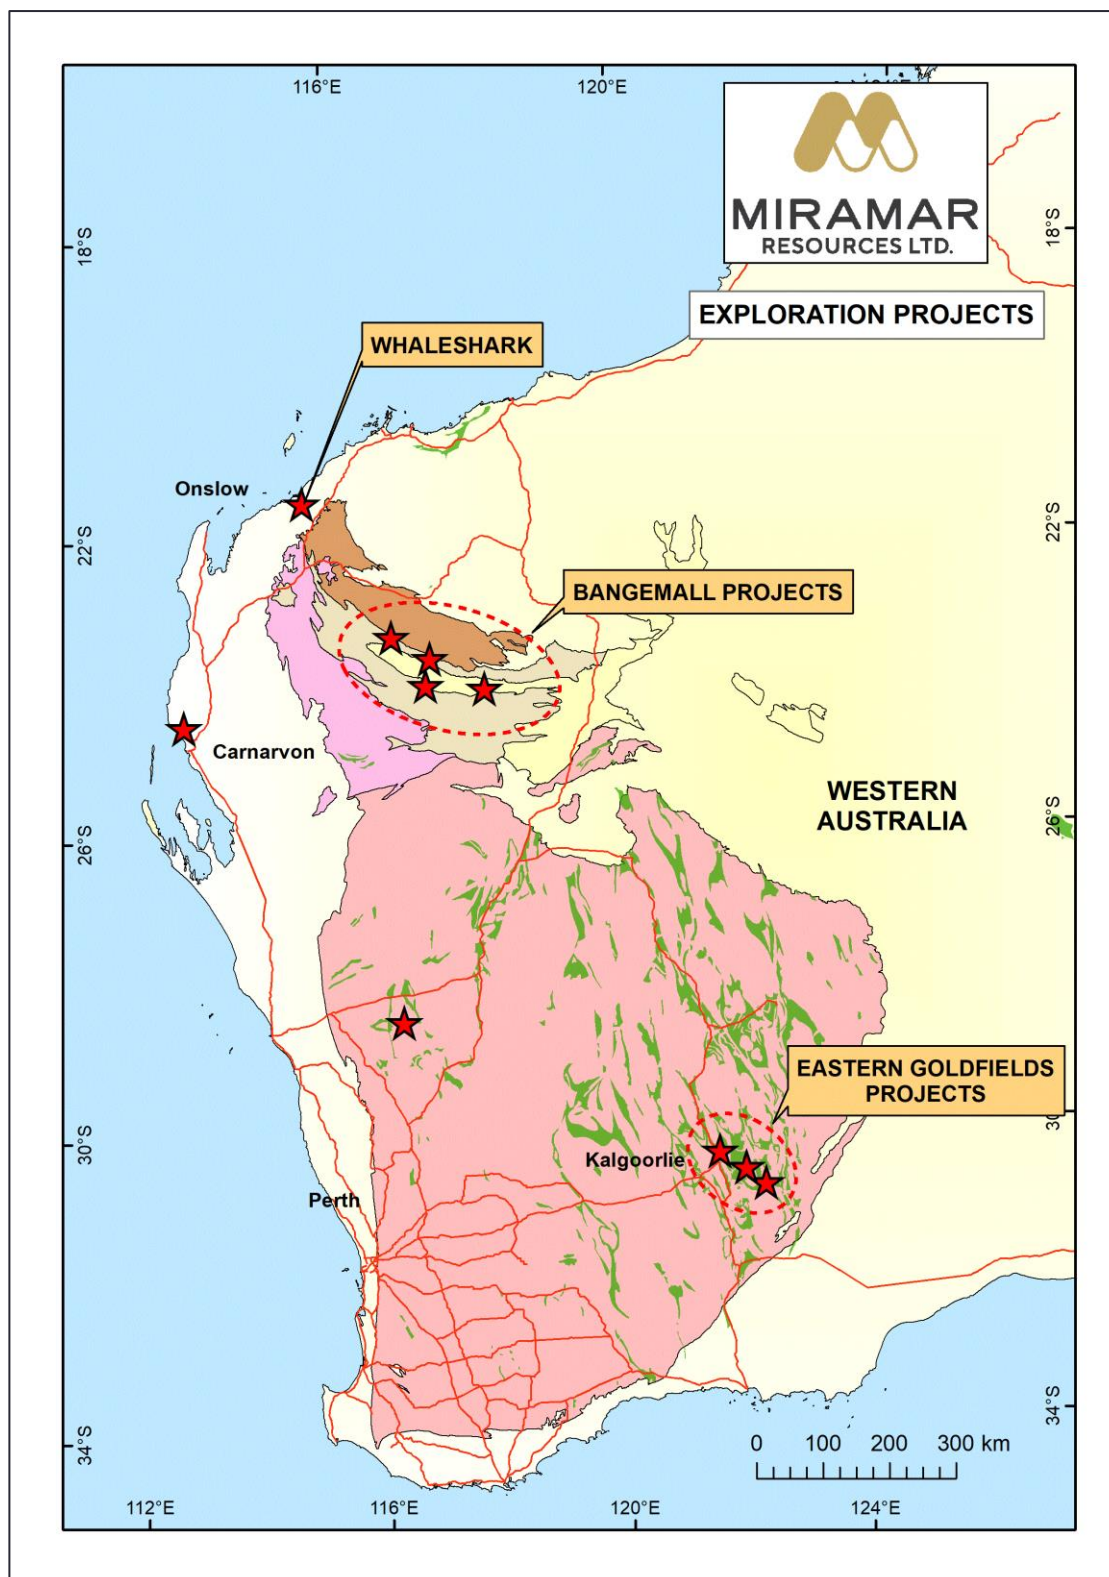 116°E
120°E
MIRAMAR
RESOURCES LTD.
18°S
18°S
EXPLORATION PROJECTS
WHALESHARK
Onslow
22°S
22°S
BANGEMALL PROJECTS
Carnarvon
WESTERN
AUSTRALIA
26°S
26°S
EASTERN GOLDFIELDS
PROJECTS
30°S
Kalgoorlie
Perth
34°S
34°S
0 100 200 300 km
112°E
116°E
120°E
124°E